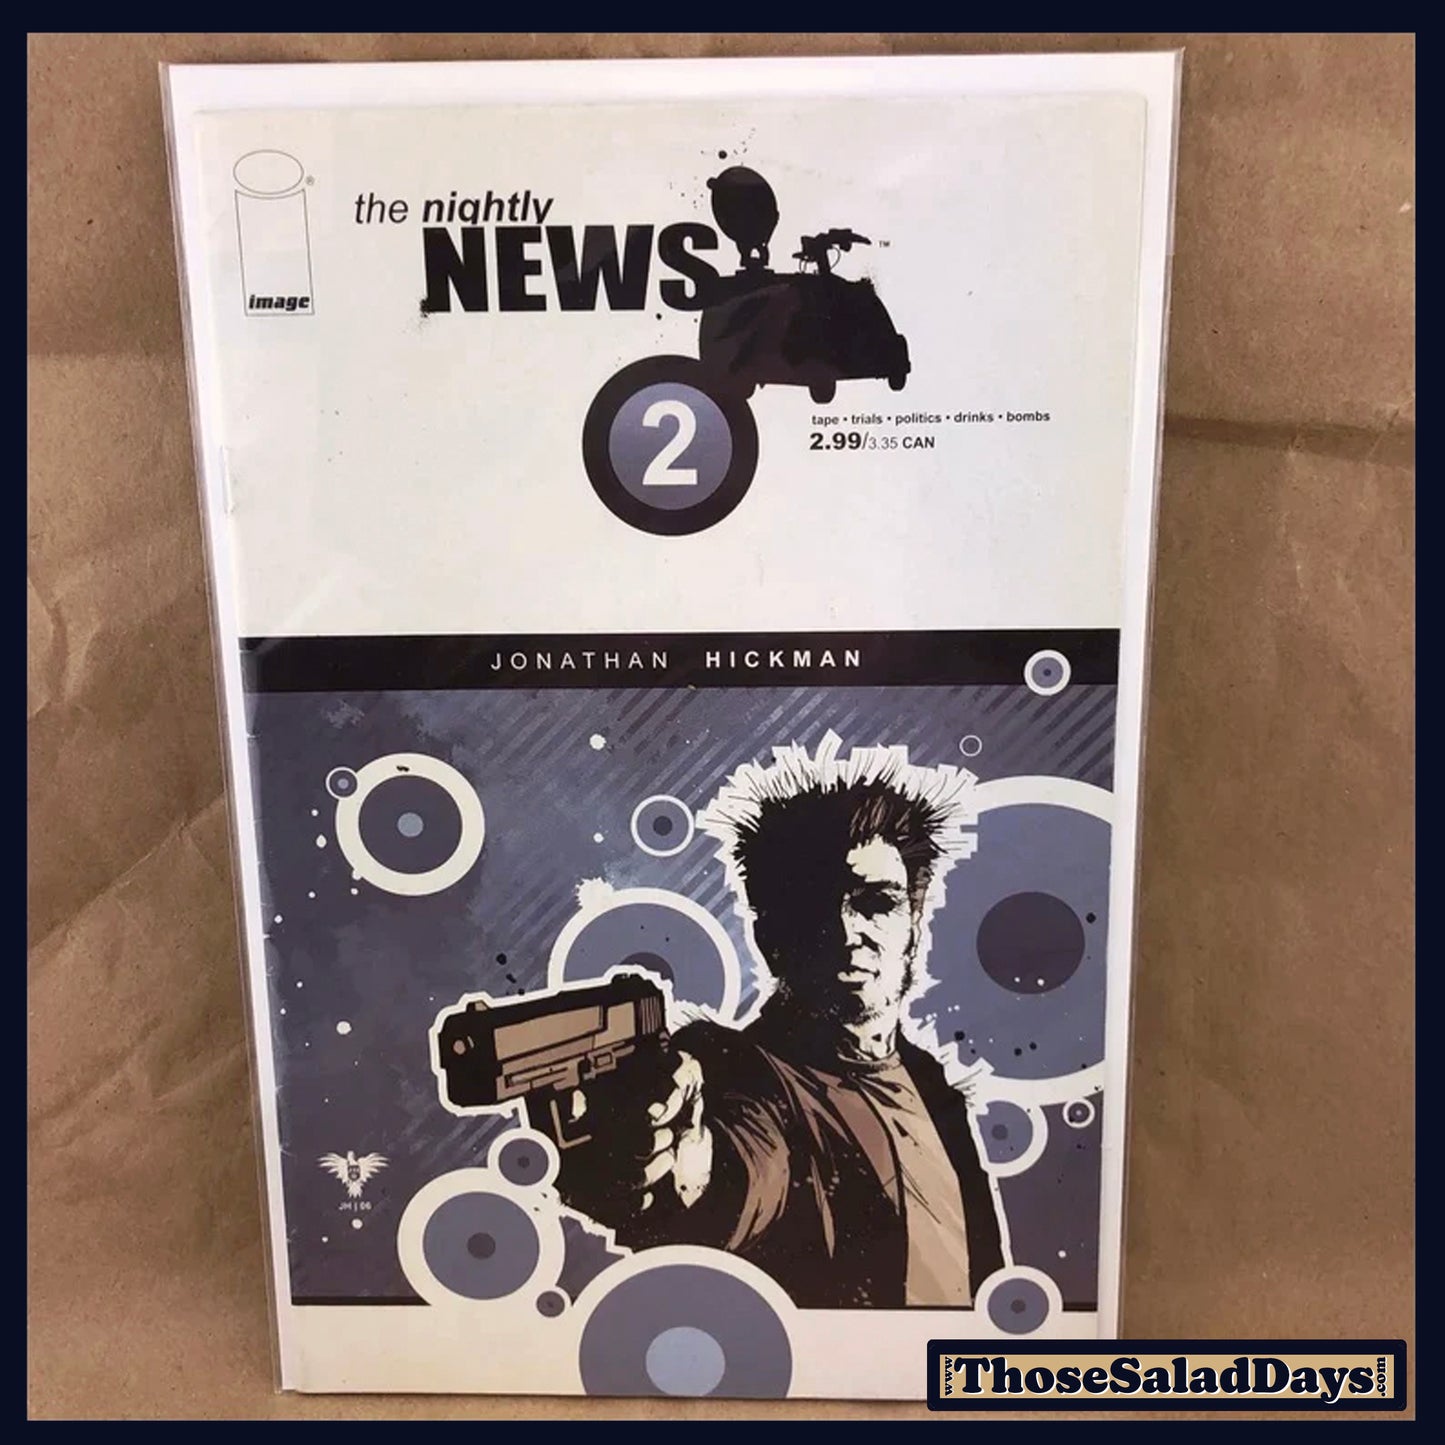 the nightly
NEWS
TM
®
image
2
tape • trials • politics • drinks • bombs
2.99/3.35 CAN
JONATHAN HICKMAN
JH | 06
www.ThoseSaladDays.com